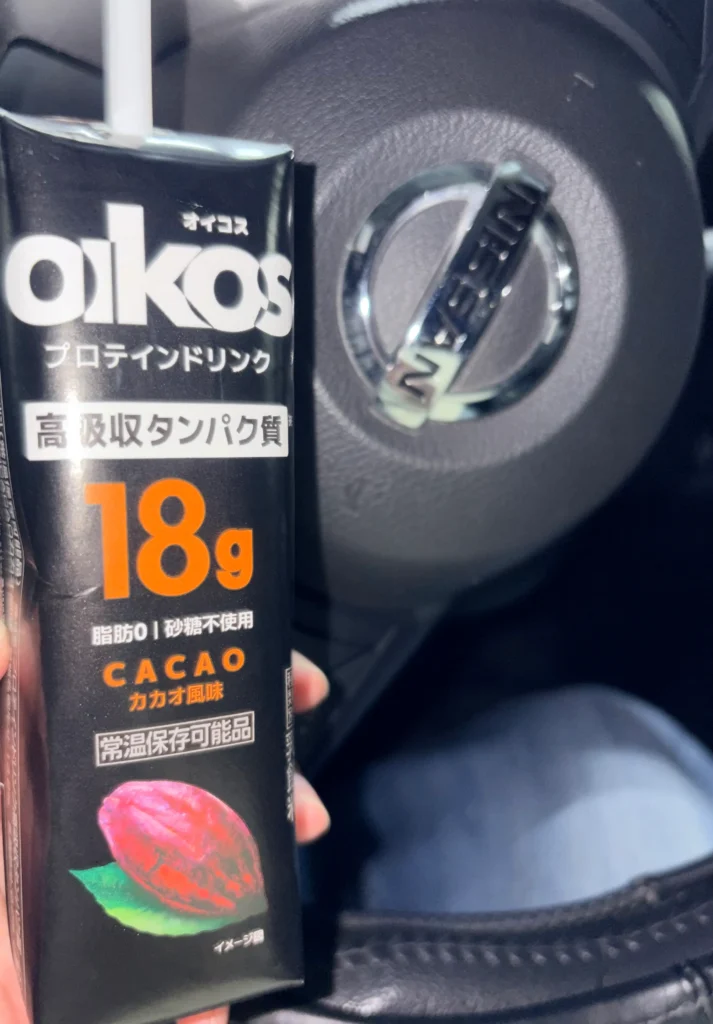 オイコス
oikos
プロテインドリンク
高吸収タンパク質
18g
脂肪0 | 砂糖不使用
CACAO
カカオ風味
常温保存可能品
イメージ図
NISSAN